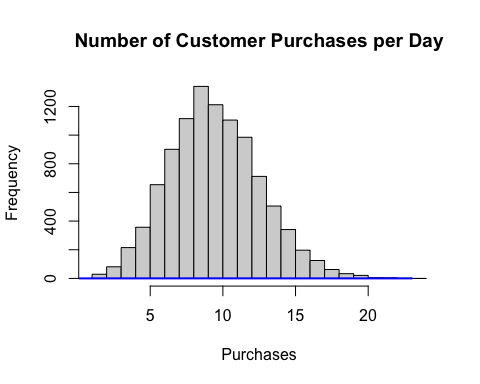 Number of Customer Purchases per Day
Frequency
1200
800
400
0
5 10 15 20
Purchases